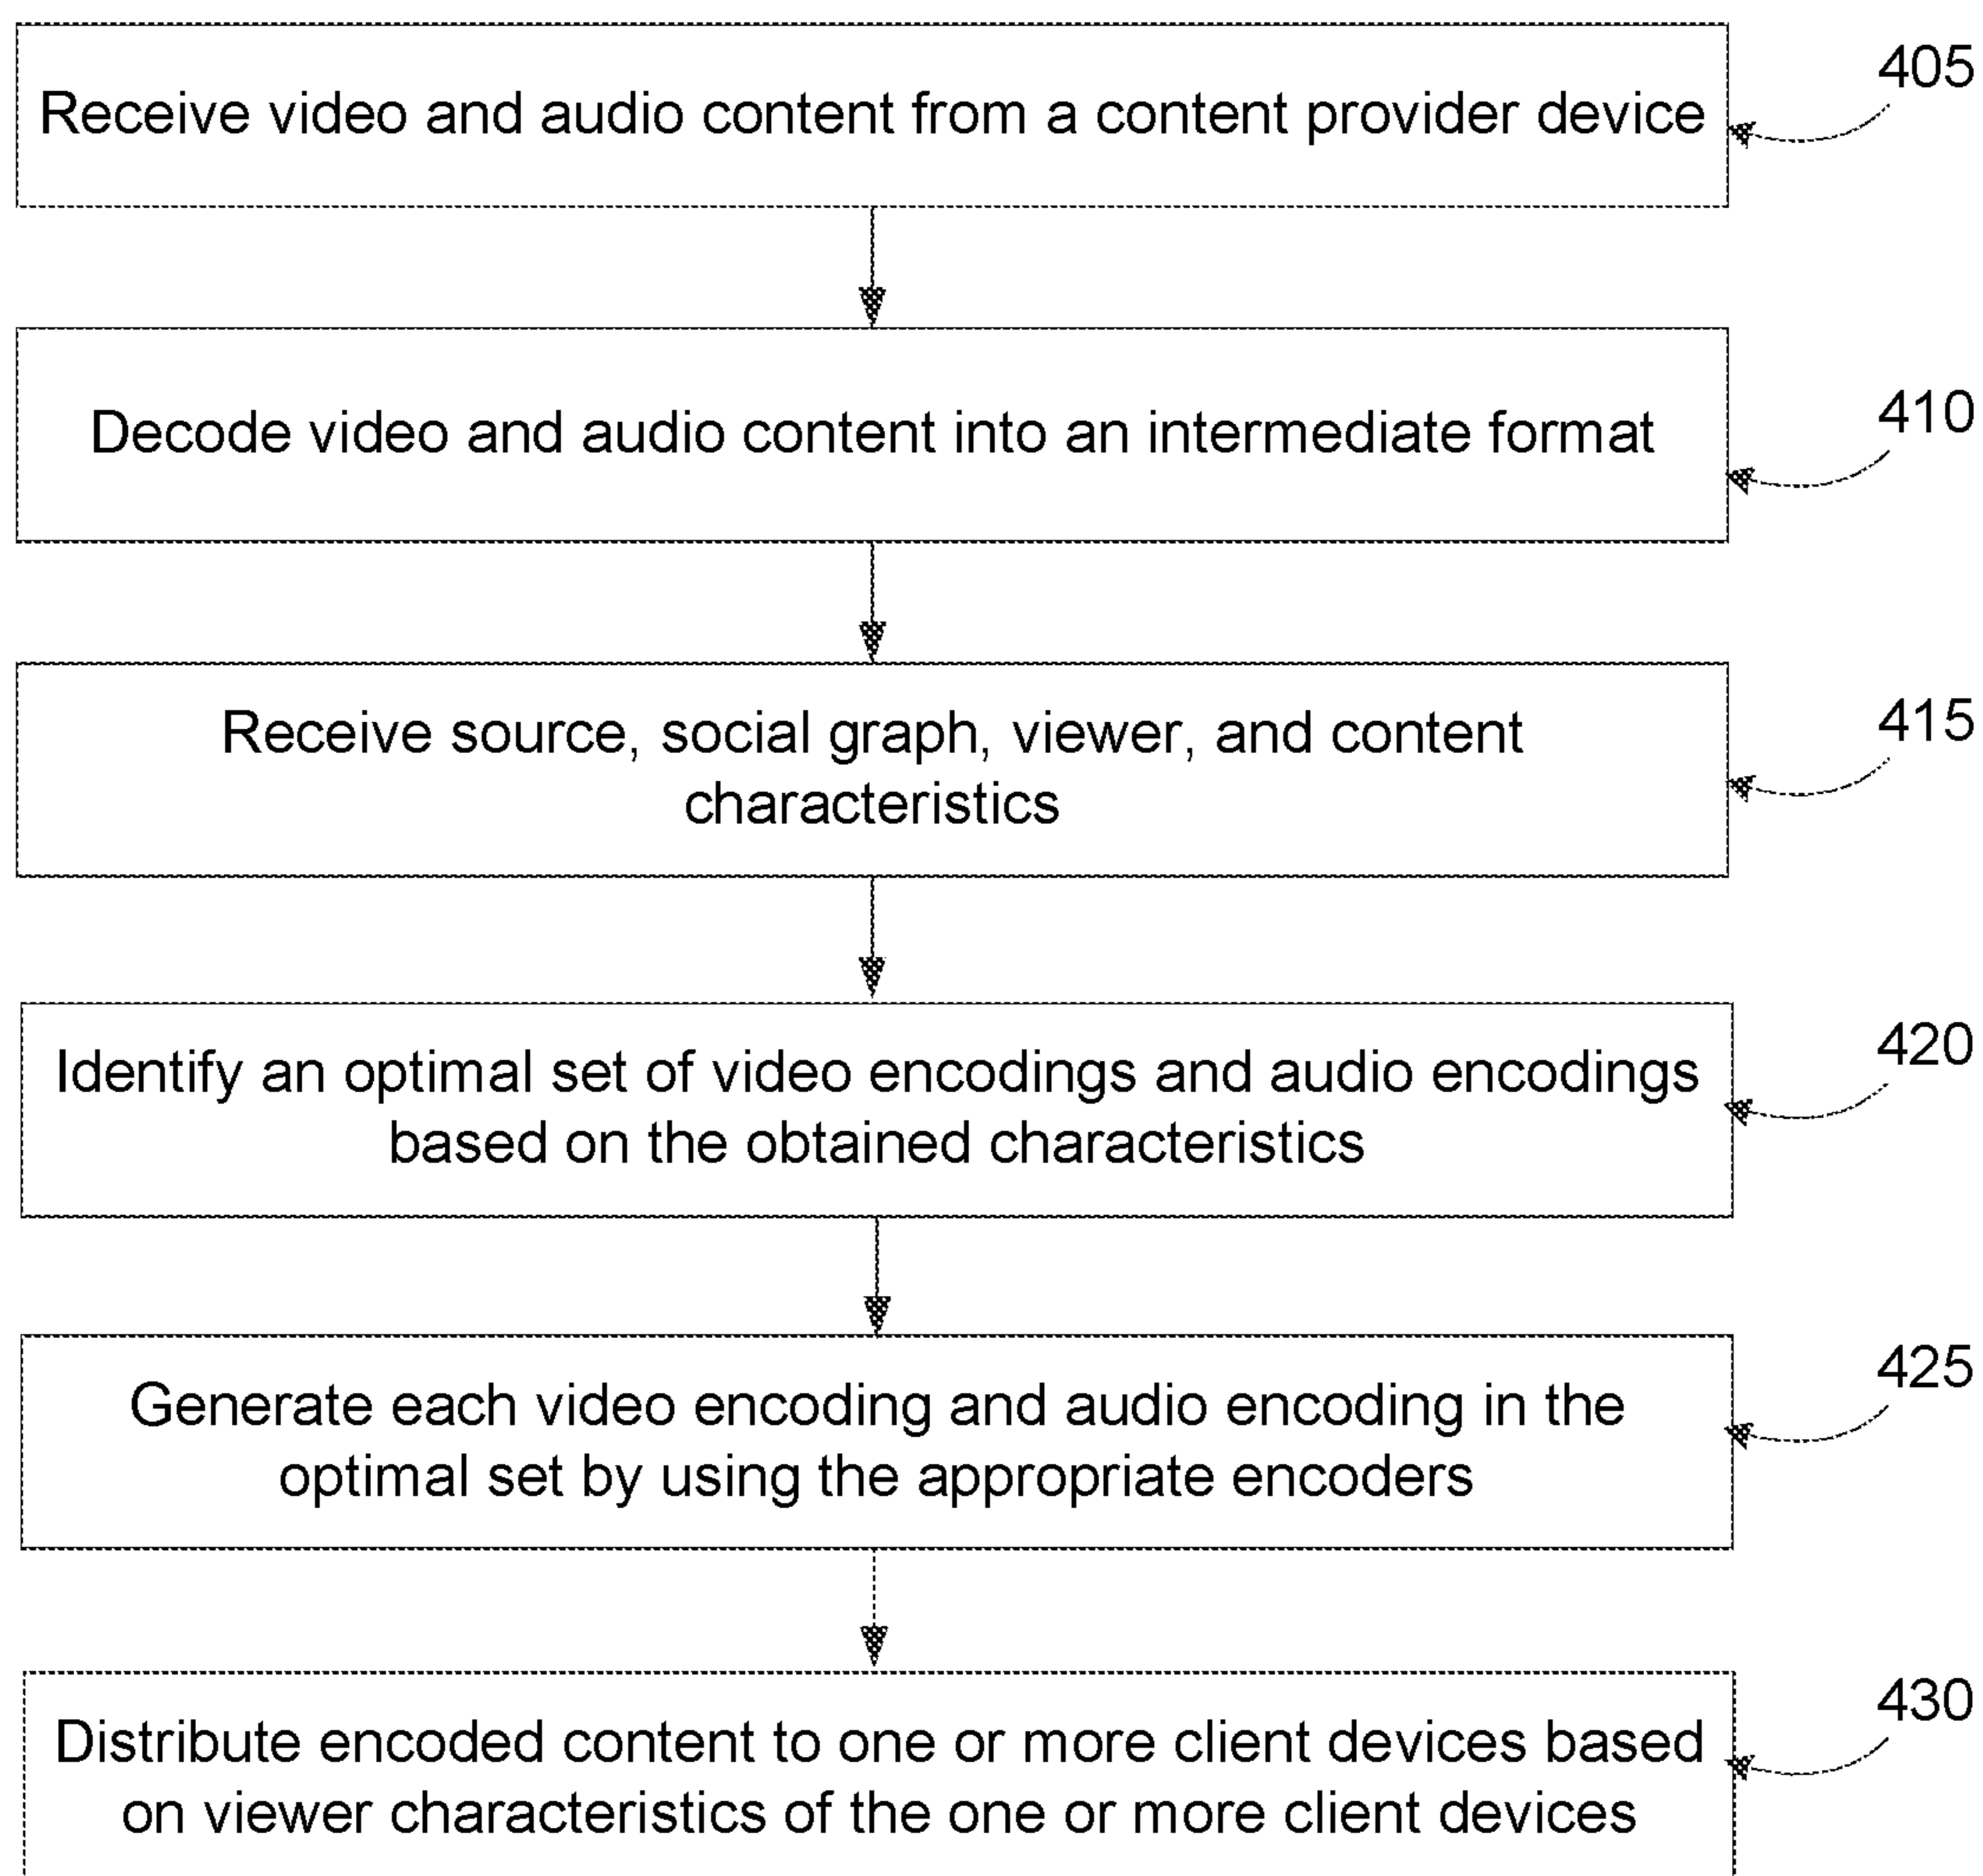 Receive video and audio content from a content provider device
405
Decode video and audio content into an intermediate format
410
Receive source, social graph, viewer, and content
characteristics
415
Identify an optimal set of video encodings and audio encodings
based on the obtained characteristics
420
Generate each video encoding and audio encoding in the
optimal set by using the appropriate encoders
425
Distribute encoded content to one or more client devices based
on viewer characteristics of the one or more client devices
430